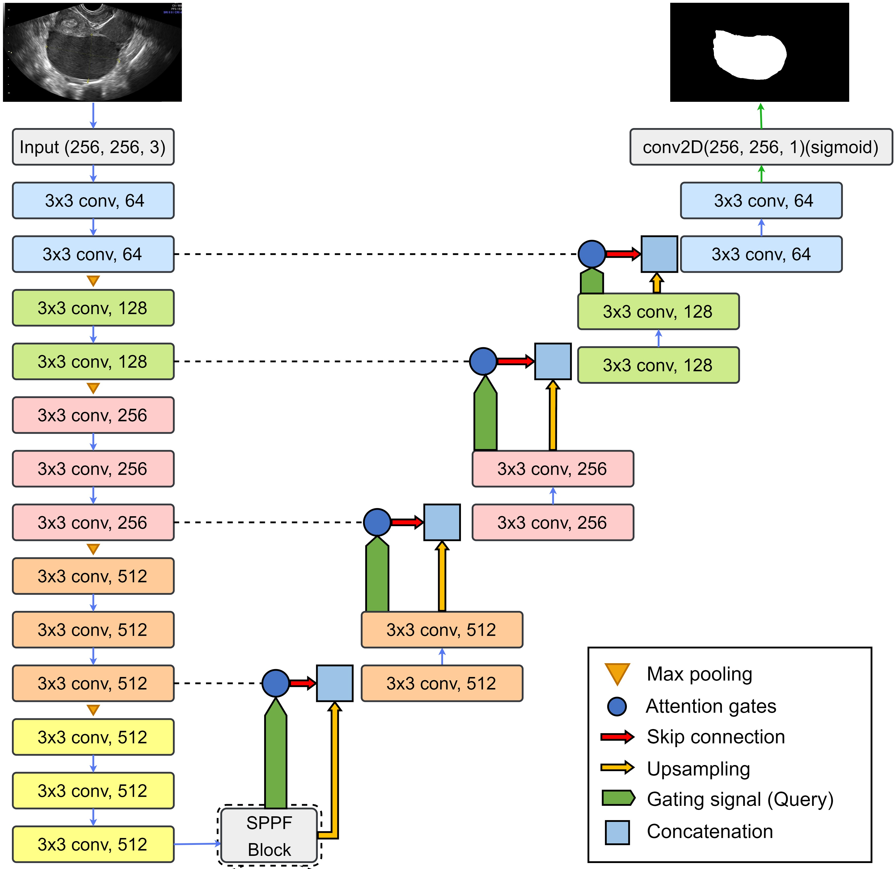 Input (256, 256, 3)
3x3 conv, 64
3x3 conv, 64
3x3 conv, 128
3x3 conv, 128
3x3 conv, 256
3x3 conv, 256
3x3 conv, 256
3x3 conv, 512
3x3 conv, 512
3x3 conv, 512
3x3 conv, 512
3x3 conv, 512
3x3 conv, 512
SPPF
Block
3x3 conv, 512
3x3 conv, 512
3x3 conv, 256
3x3 conv, 256
3x3 conv, 128
3x3 conv, 128
3x3 conv, 64
3x3 conv, 64
conv2D(256, 256, 1)(sigmoid)
Max pooling
Attention gates
Skip connection
Upsampling
Gating signal (Query)
Concatenation